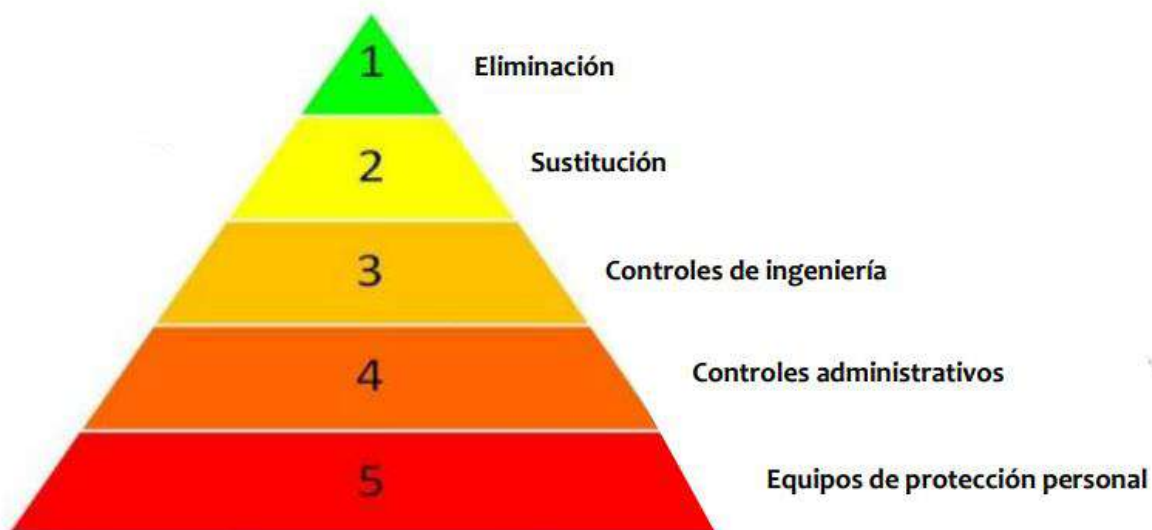 1
Eliminación
2
Sustitución
3
Controles de ingeniería
4
Controles administrativos
5
Equipos de protección personal